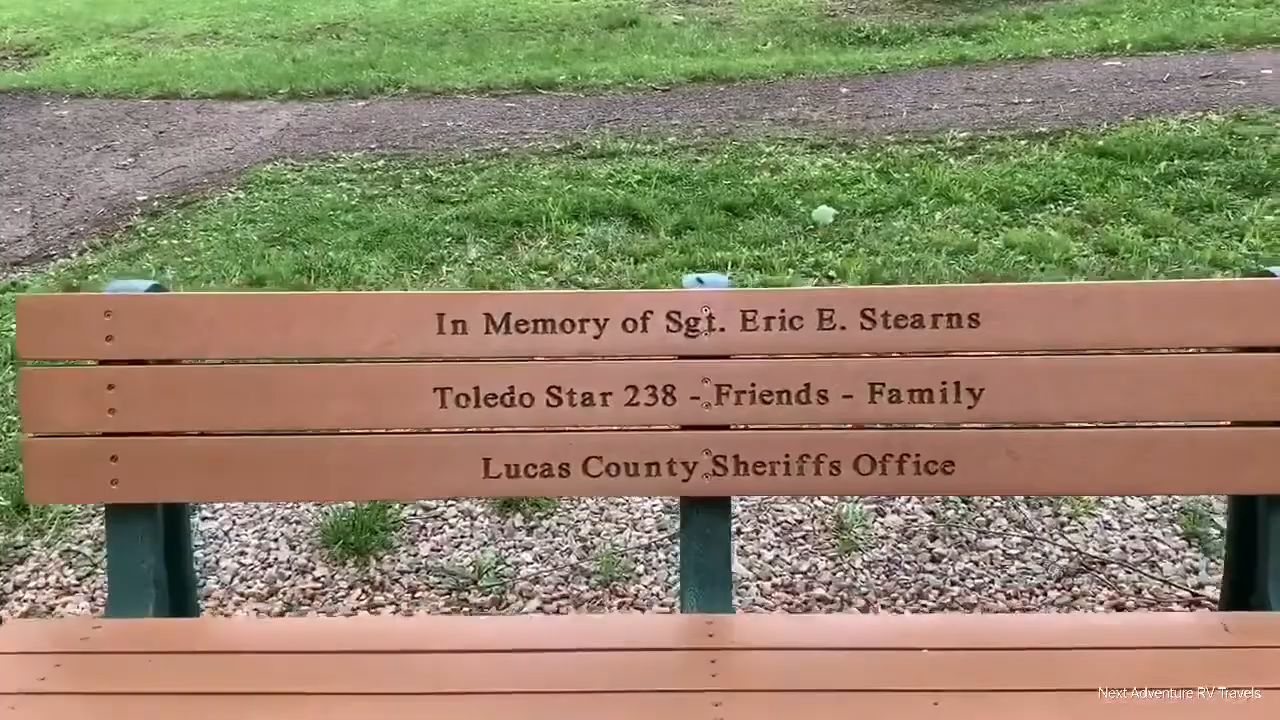 In Memory of Sgt. Eric E. Stearns
Toledo Star 238 - Friends - Family
Lucas County Sheriffs Office
Next Adventure RV Travels